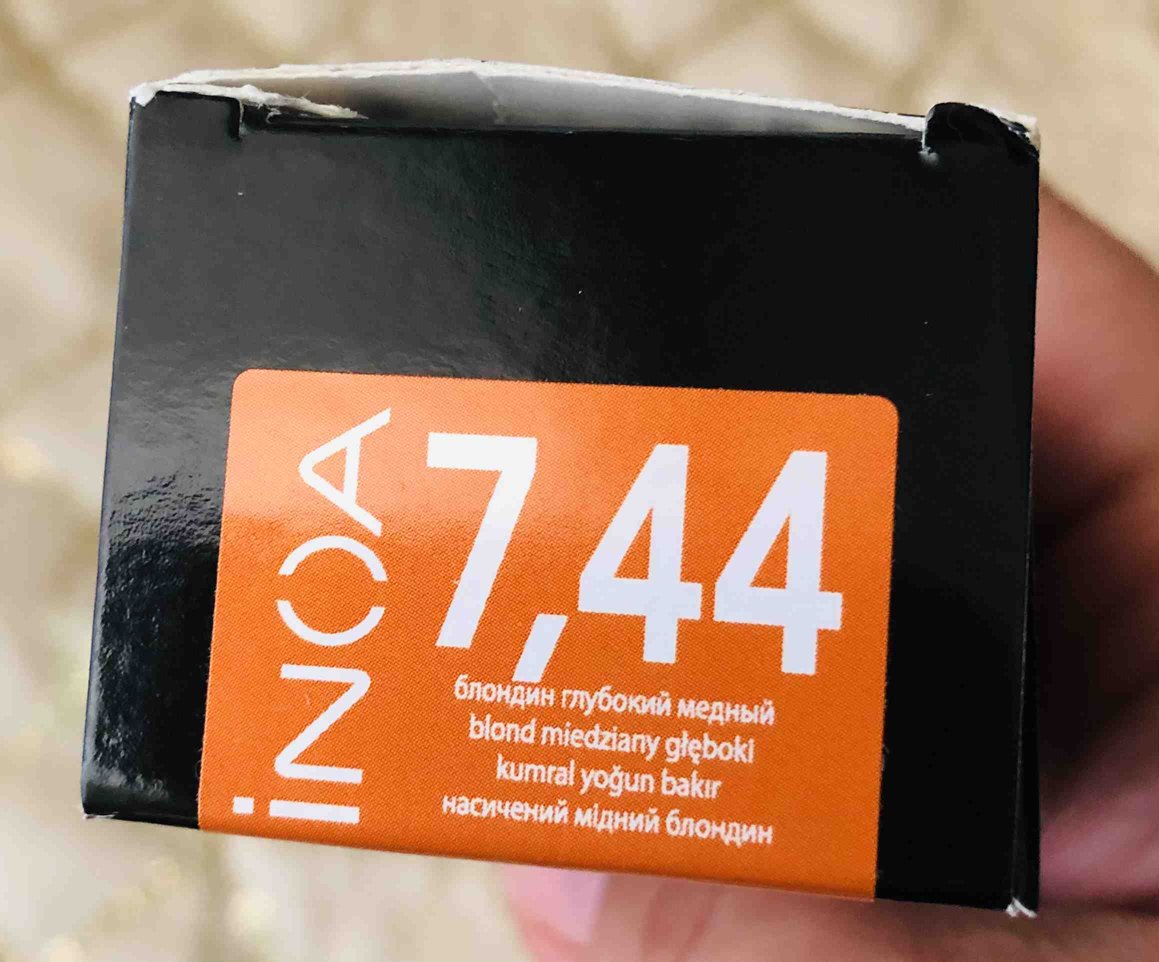 iNOA
7,44
блондин глубокий медный
blond miedziany głęboki
kumral yoğun bakır
насичений мідний блондин